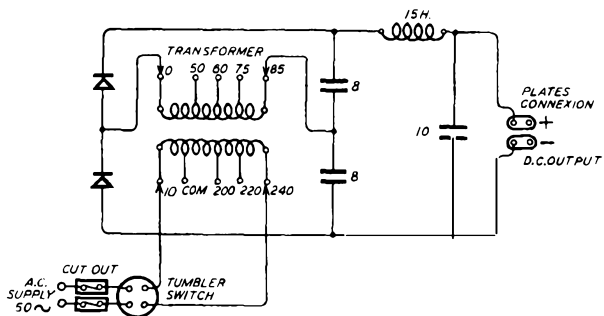 15H.
TRANSFORMER
0 50 60 75 85
8
PLATES
CONNEXION
+
10
−
D.C. OUTPUT
10 COM 200 220 240
8
CUT OUT
A.C.
SUPPLY
50~
TUMBLER
SWITCH